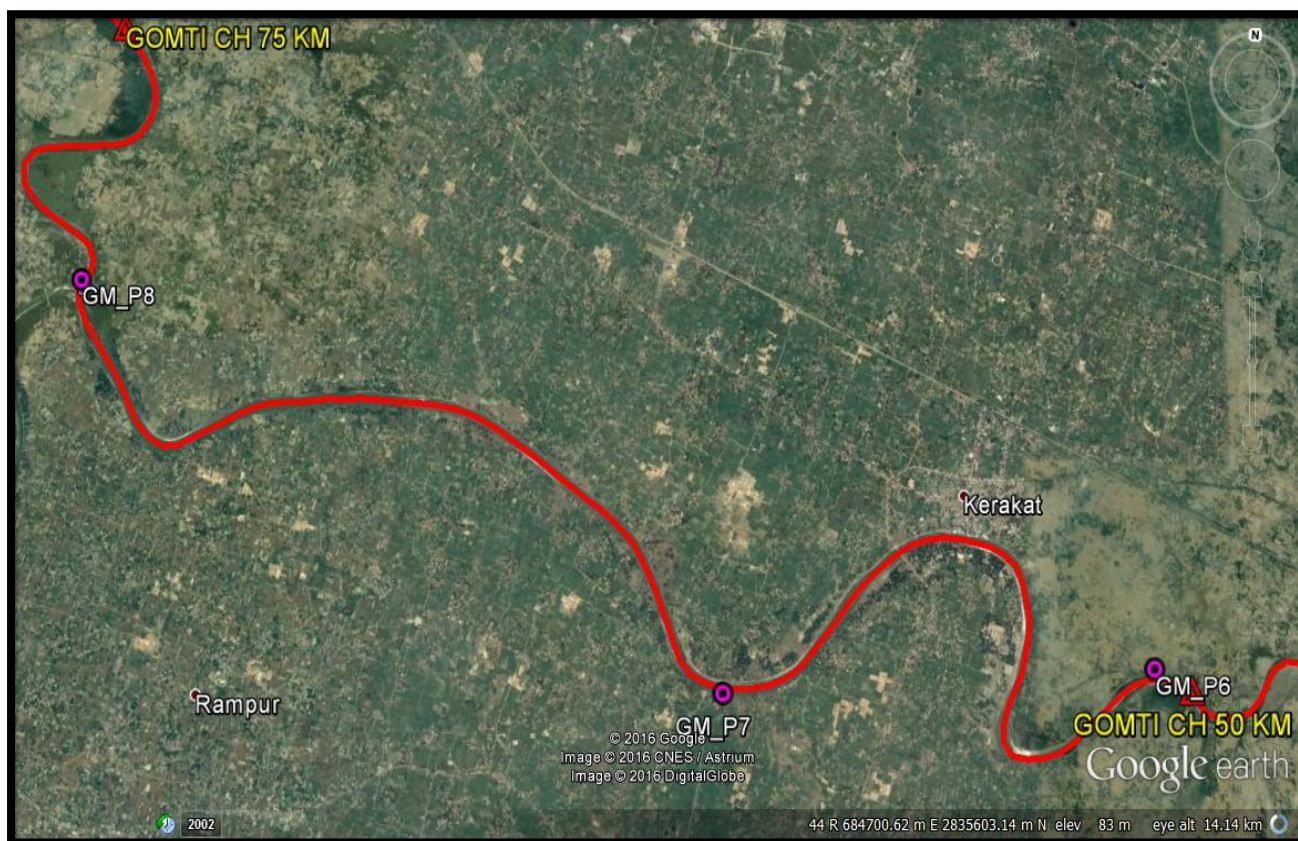 GOMTI CH 75 KM
N
GM_P8
Kerakat
Rampur
GM_P6
GM_P7
GOMTI CH 50 KM
© 2016 Google
Image © 2016 CNES / Astrium
Image © 2016 DigitalGlobe
Google earth
2002
44 R 684700.62 m E 2835603.14 m N elev 83 m eye alt 14.14 km